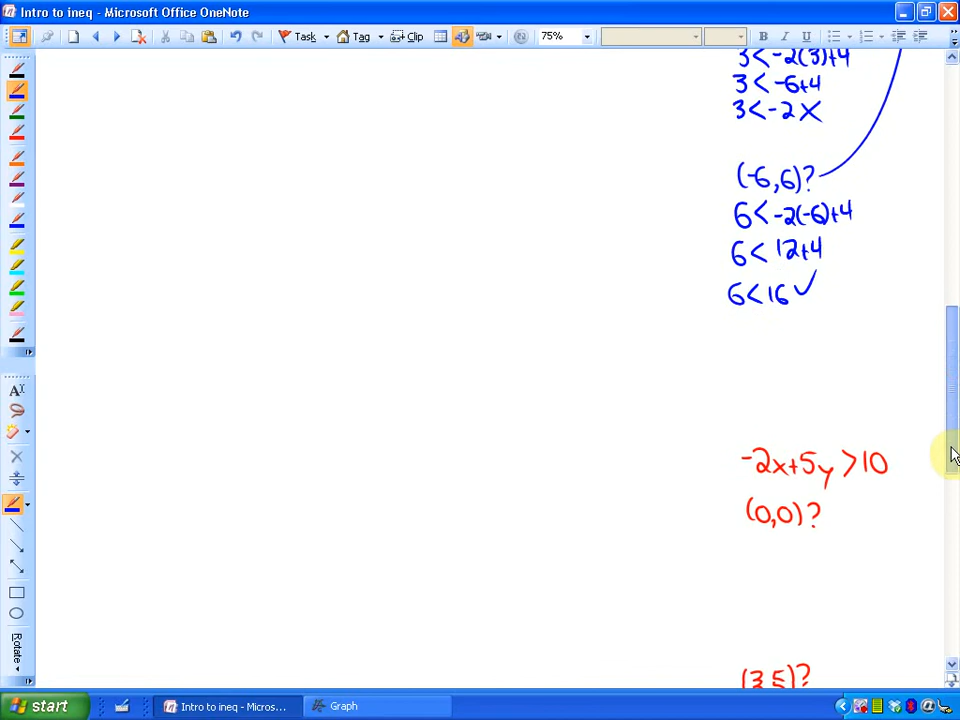 Intro to ineq - Microsoft Office OneNote
Task Tag Clip 75% B I U
3<-2(3)+4
3<-6+4
3<-2 X
(-6,6)?
6<-2(-6)+4
6<12+4
6<16 ✓
-2x+5y>10
(0,0)?
(3,5)?
A
Rotate
start Intro to ineq - Micros... Graph